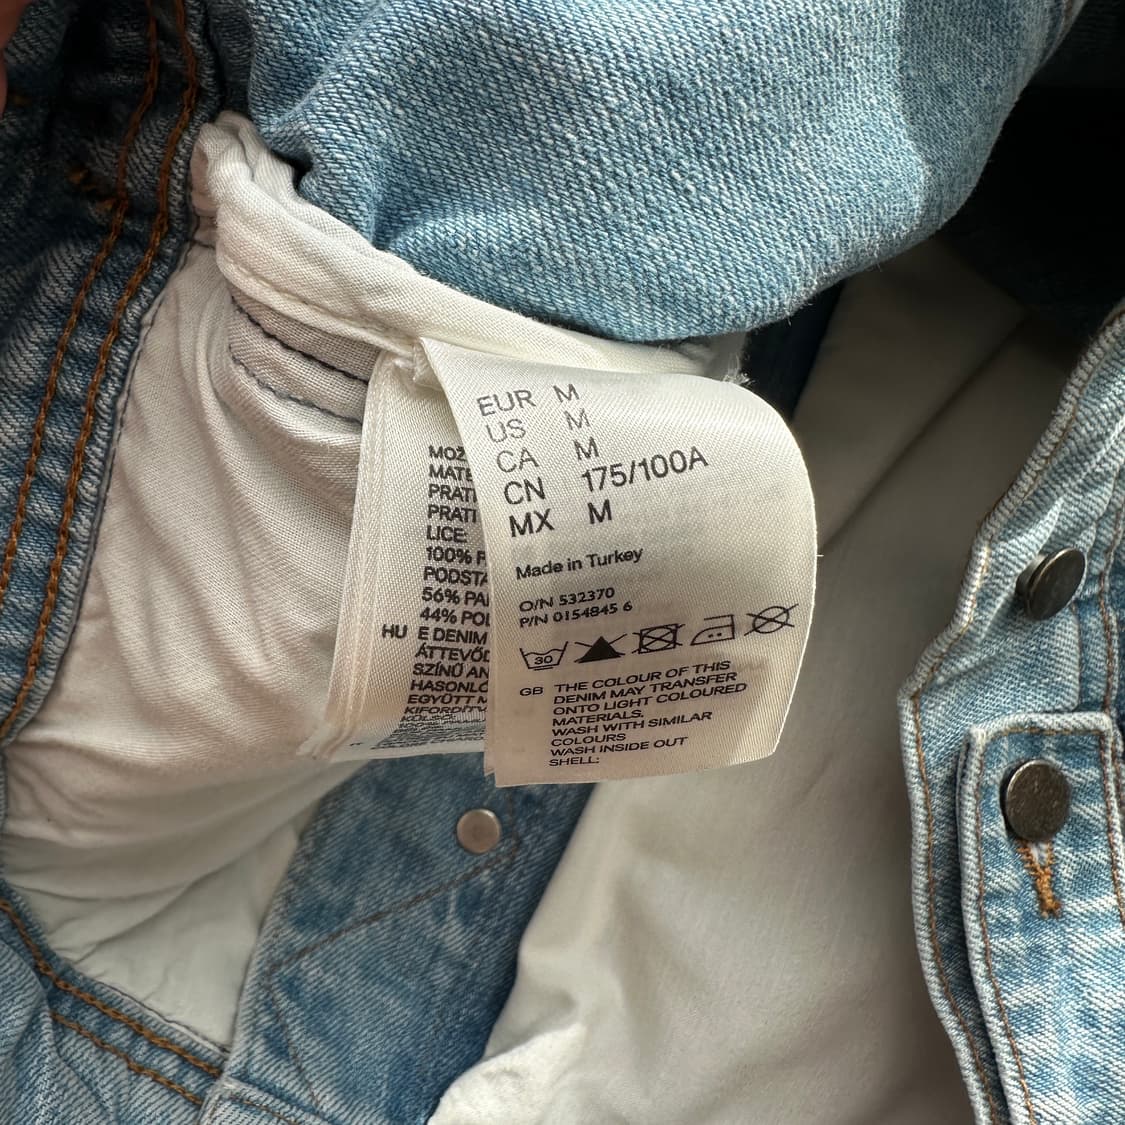 EUR M
US M
CA M
CN 175/100A
MX M
Made in Turkey
O/N 532370
P/N 0154845 6
30
GB THE COLOUR OF THIS
DENIM MAY TRANSFER
ONTO LIGHT COLOURED
MATERIALS.
WASH WITH SIMILAR
COLOURS
WASH INSIDE OUT
SHELL:
MOŽ
MATE
PRATI
PRATI
LICE:
100% P
PODSTA
56% PA
44% POL
HU E DENIM
ÁTTEVŐD
SZÍNŰ AN
HASONLÓ
EGYÜTT M
KIFORDÍTV